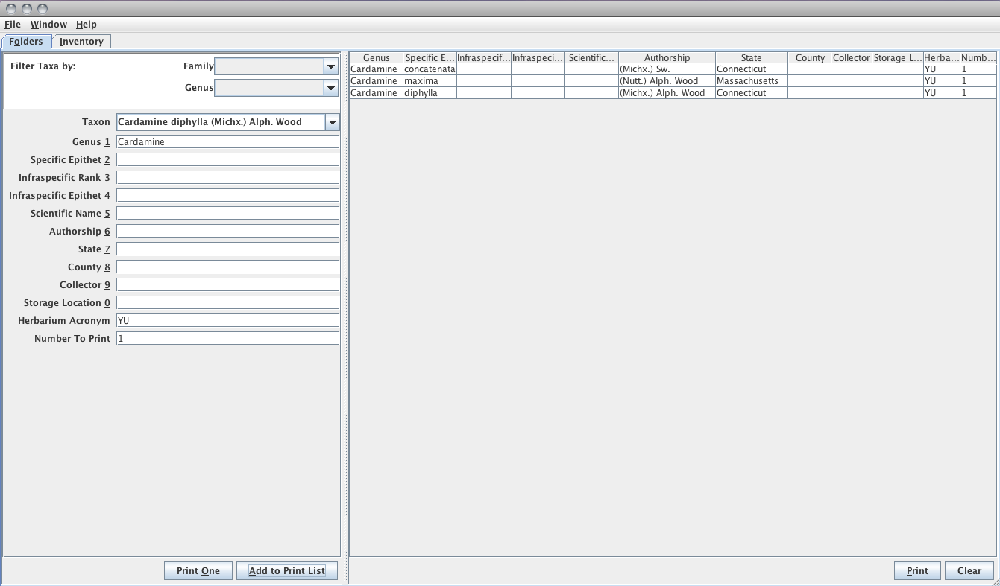 File Window Help
Folders Inventory
Filter Taxa by: Family
Genus
Taxon Cardamine diphylla (Michx.) Alph. Wood
Genus 1 Cardamine
Specific Epithet 2
Infraspecific Rank 3
Infraspecific Epithet 4
Scientific Name 5
Authorship 6
State 7
County 8
Collector 9
Storage Location 0
Herbarium Acronym YU
Number To Print 1
Print One Add to Print List
Genus Specific E... Infraspecif... Infraspeci... Scientific... Authorship State County Collector Storage L... Herba... Numb...
Cardamine concatenata (Michx.) Sw. Connecticut YU 1
Cardamine maxima (Nutt.) Alph. Wood Massachusetts YU 1
Cardamine diphylla (Michx.) Alph. Wood Connecticut YU 1
Print Clear